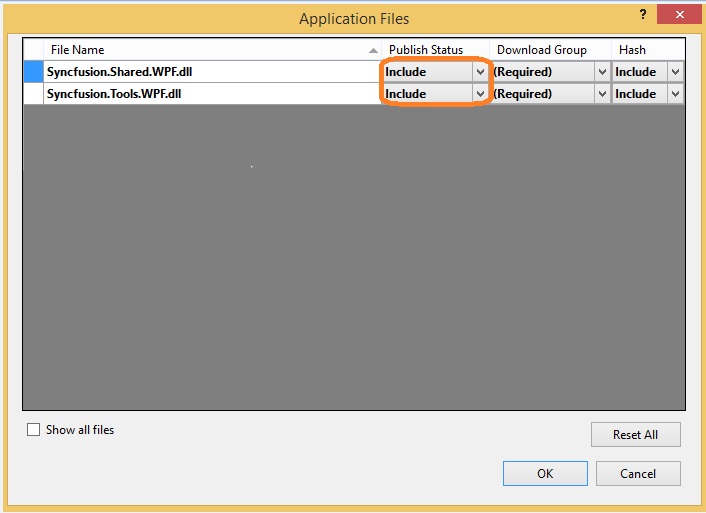 Application Files
?
File Name Publish Status Download Group Hash
Syncfusion.Shared.WPF.dll Include (Required) Include
Syncfusion.Tools.WPF.dll Include (Required) Include
Show all files
Reset All
OK Cancel